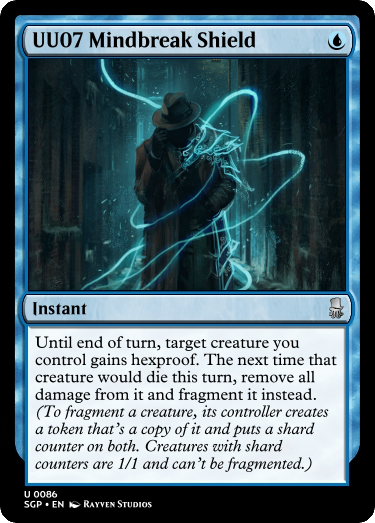 UU07 Mindbreak Shield
Instant
Until end of turn, target creature you
control gains hexproof. The next time that
creature would die this turn, remove all
damage from it and fragment it instead.
(To fragment a creature, its controller creates
a token that's a copy of it and puts a shard
counter on both. Creatures with shard
counters are 1/1 and can't be fragmented.)
U 0086
SGP • EN Rayven Studios